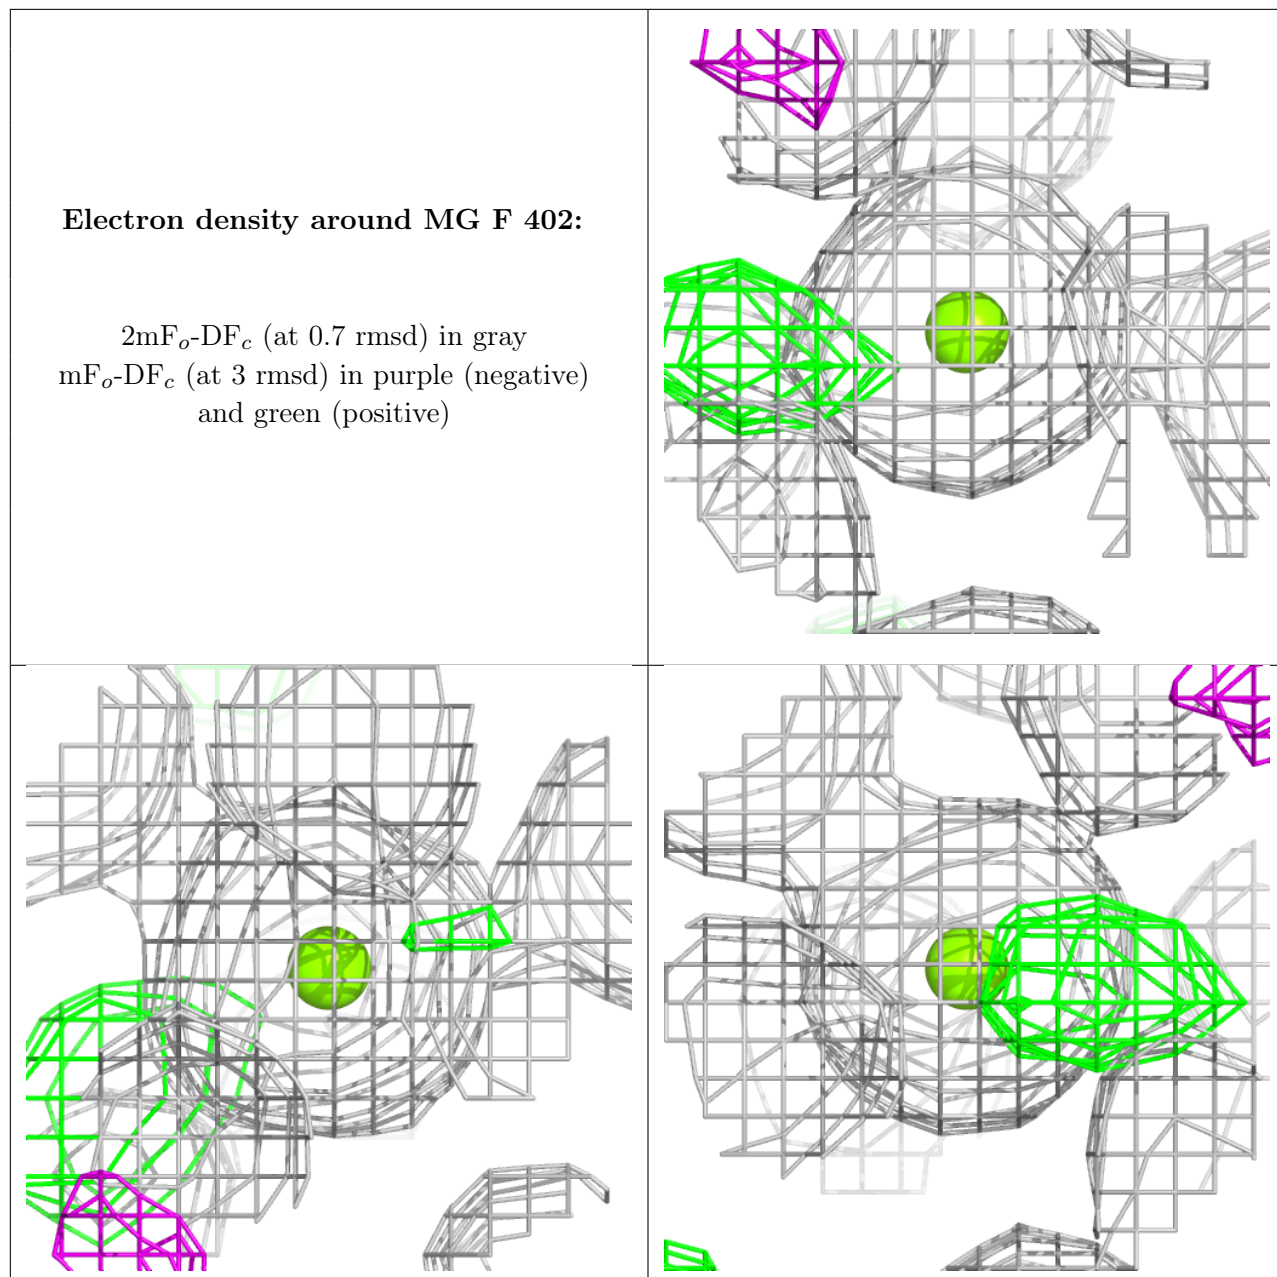 Electron density around MG F 402:
2mFo-DFc (at 0.7 rmsd) in gray
mFo-DFc (at 3 rmsd) in purple (negative)
and green (positive)